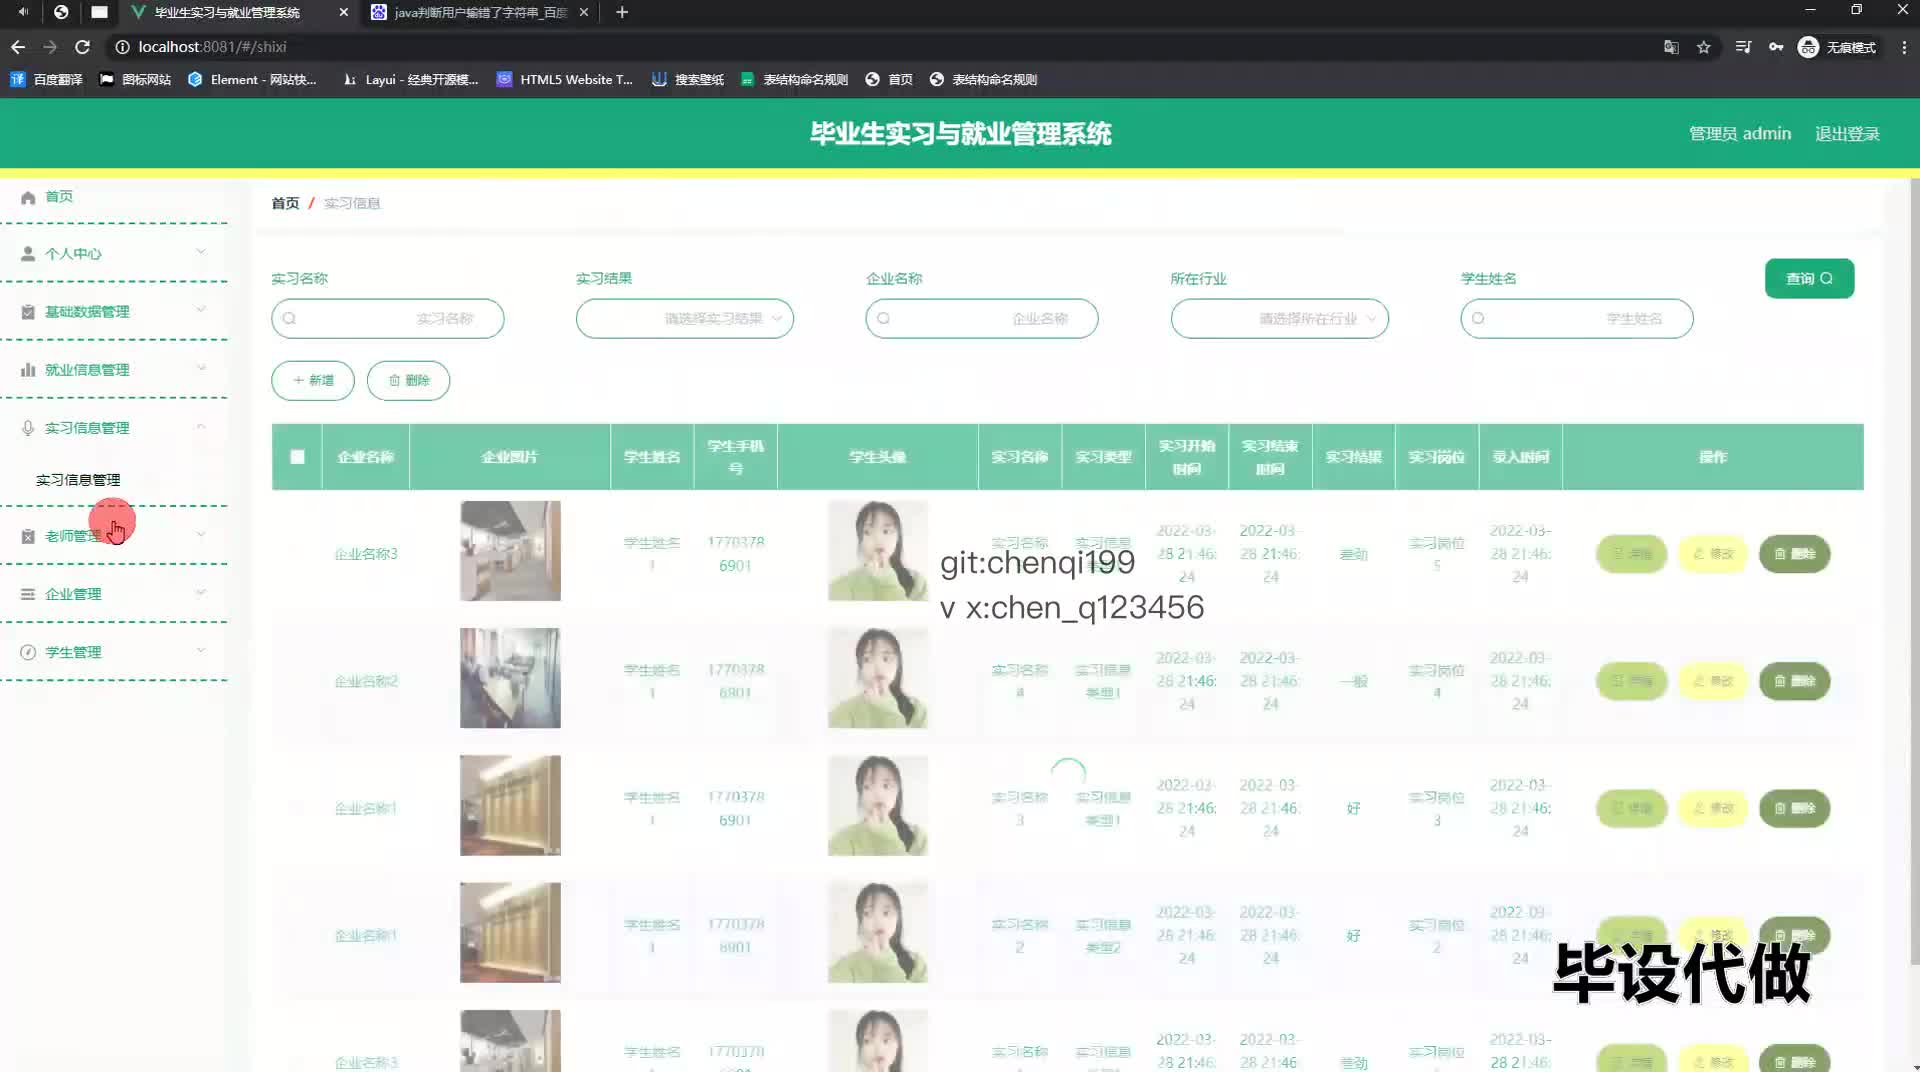 毕业生实习与就业管理系统
java判断用户输错了字符串_百度
localhost:8081/#/shixi
无痕模式
百度翻译
图标网站
Element - 网站快...
Layui - 经典开源模...
HTML5 Website T...
搜索壁纸
表结构命名规则
首页
表结构命名规则
毕业生实习与就业管理系统
管理员 admin
退出登录
首页
个人中心
基础数据管理
就业信息管理
实习信息管理
实习信息管理
老师管理
企业管理
学生管理
首页 / 实习信息
实习名称
实习结果
企业名称
所在行业
学生姓名
查询
实习名称
请选择实习结果
企业名称
请选择所在行业
学生姓名
+ 新增
删除
企业名称
企业图片
学生姓名
学生手机号
学生头像
实习名称
实习类型
实习开始时间
实习结束时间
实习结果
实习岗位
录入时间
操作
企业名称3
学生姓名1
17703786901
实习名称
实习信息
2022-03-28 21:46:24
2022-03-28 21:46:24
差劲
实习岗位5
2022-03-28 21:46:24
修改
删除
git:chenqi199
v x:chen_q123456
企业名称2
学生姓名1
17703786901
实习名称4
实习信息类型1
2022-03-28 21:46:24
2022-03-28 21:46:24
一般
实习岗位4
2022-03-28 21:46:24
修改
删除
企业名称1
学生姓名1
17703786901
实习名称3
实习信息类型1
2022-03-28 21:46:24
2022-03-28 21:46:24
好
实习岗位3
2022-03-28 21:46:24
修改
删除
企业名称1
学生姓名1
17703786901
实习名称2
实习信息类型2
2022-03-28 21:46:24
2022-03-28 21:46:24
好
实习岗位2
2022-03-28 21:46:24
修改
删除
毕设代做
企业名称3
学生姓名
1770378
实习名称
实习信息
2022-03-28 21:46
2022-03-28 21:46
差劲
实习岗位
2022-03-28 21:46:
修改
删除